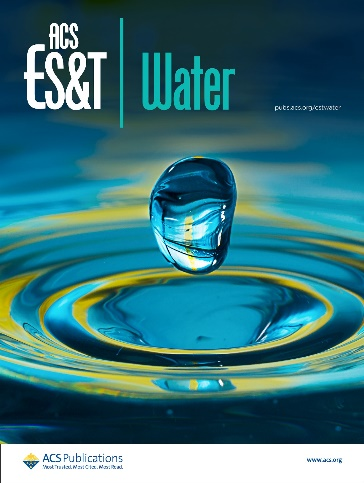 ACS
ES&T
Water
pubs.acs.org/estwater
ACS Publications
Most Trusted. Most Cited. Most Read.
www.acs.org